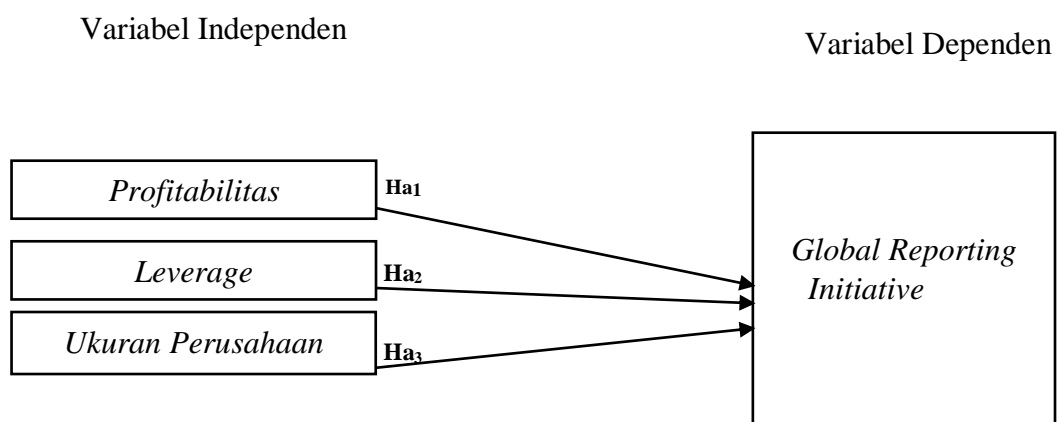 Variabel Independen
Variabel Dependen
Profitabilitas
Ha1
Leverage
Ha2
Ukuran Perusahaan
Ha3
Global Reporting
Initiative